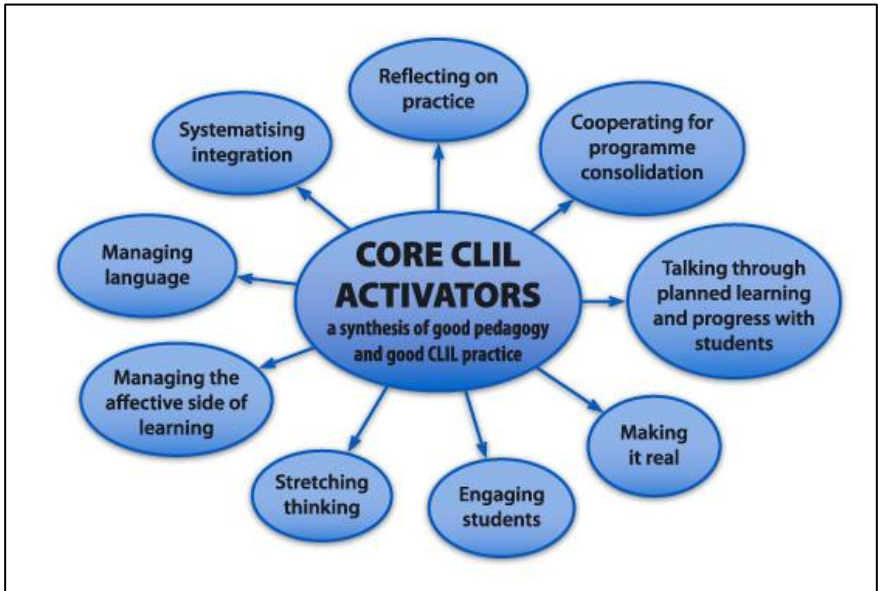 Reflecting on
practice
Cooperating for
programme
consolidation
Talking through
planned learning
and progress with
students
Making
it real
Engaging
students
Stretching
thinking
Managing the
affective side of
learning
Managing
language
Systematising
integration
CORE CLIL
ACTIVATORS
a synthesis of good pedagogy
and good CLIL practice